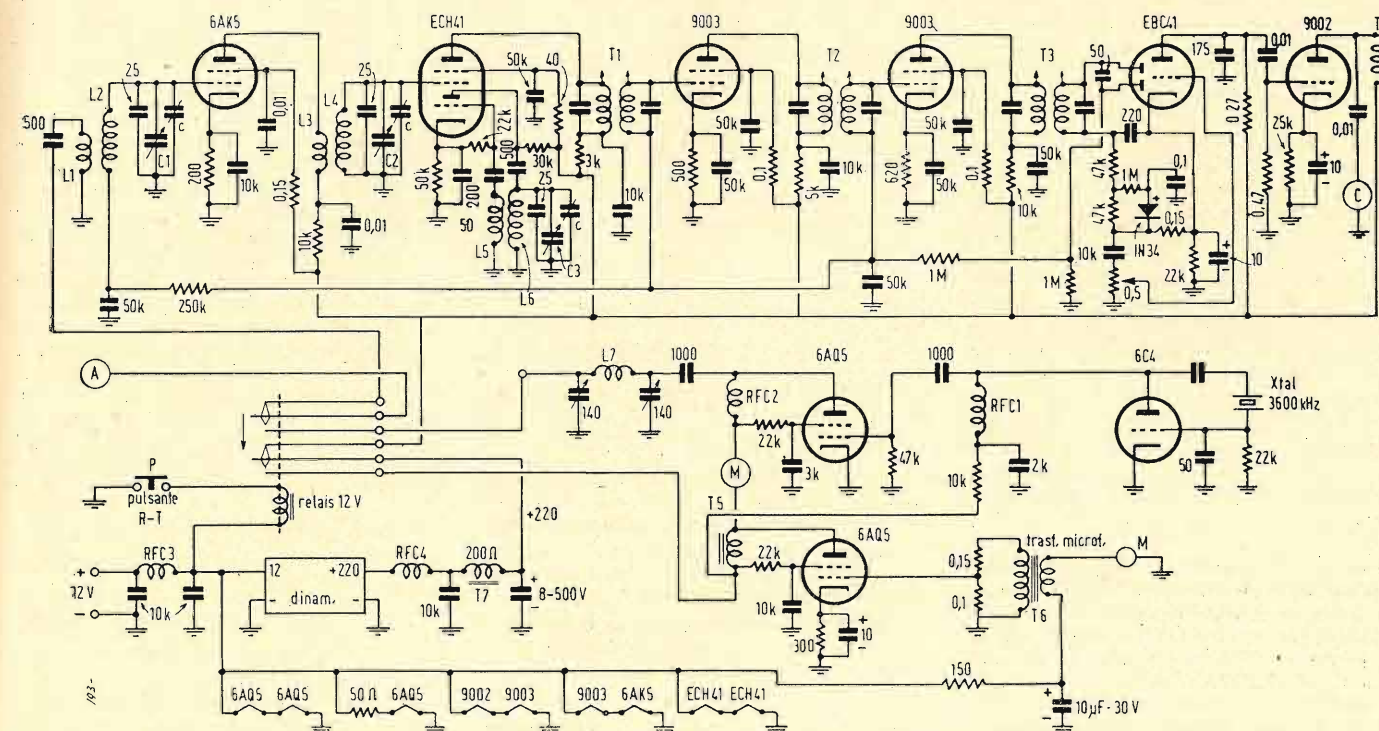 6AK5
ECH41
9003
9003
EBC41
9002
T
25
L2
500
L1
C1
c
200
10k
0,01
0,15
L3
10k
0,01
L4
25
C2
c
50k
40
22k
500
30k
3k
50k
200
50
L5
25
C3
c
L6
T1
10k
500
50k
50k
0,1
T2
5k
10k
620
50k
50k
0,1
T3
10k
50k
50
220
47k
1M
0,1
47k
0,15
1N34
10k
0,5
22k
10
175
0,27
0,01
0,47
25k
10
0,01
C
50k
250k
50k
1M
1M
A
P
pulsante
R-T
relais 12 V
L7
140
140
1000
RFC2
22k
3k
M
6AQ5
47k
1000
RFC1
10k
2k
6C4
Xtal
3600 kHz
50
22k
+220
T5
RFC3
+
12 V
-
10k
12
+220
-
dinam.
-
RFC4
10k
200Ω
T7
+
8-500 V
-
22k
10k
6AQ5
300
+
10
-
0,15
0,1
trasf. microf.
T6
M
150
+
10µF - 30 V
-
6AQ5 6AQ5
50Ω 6AQ5
9002 9003
9003 6AK5
ECH41 ECH41
193-